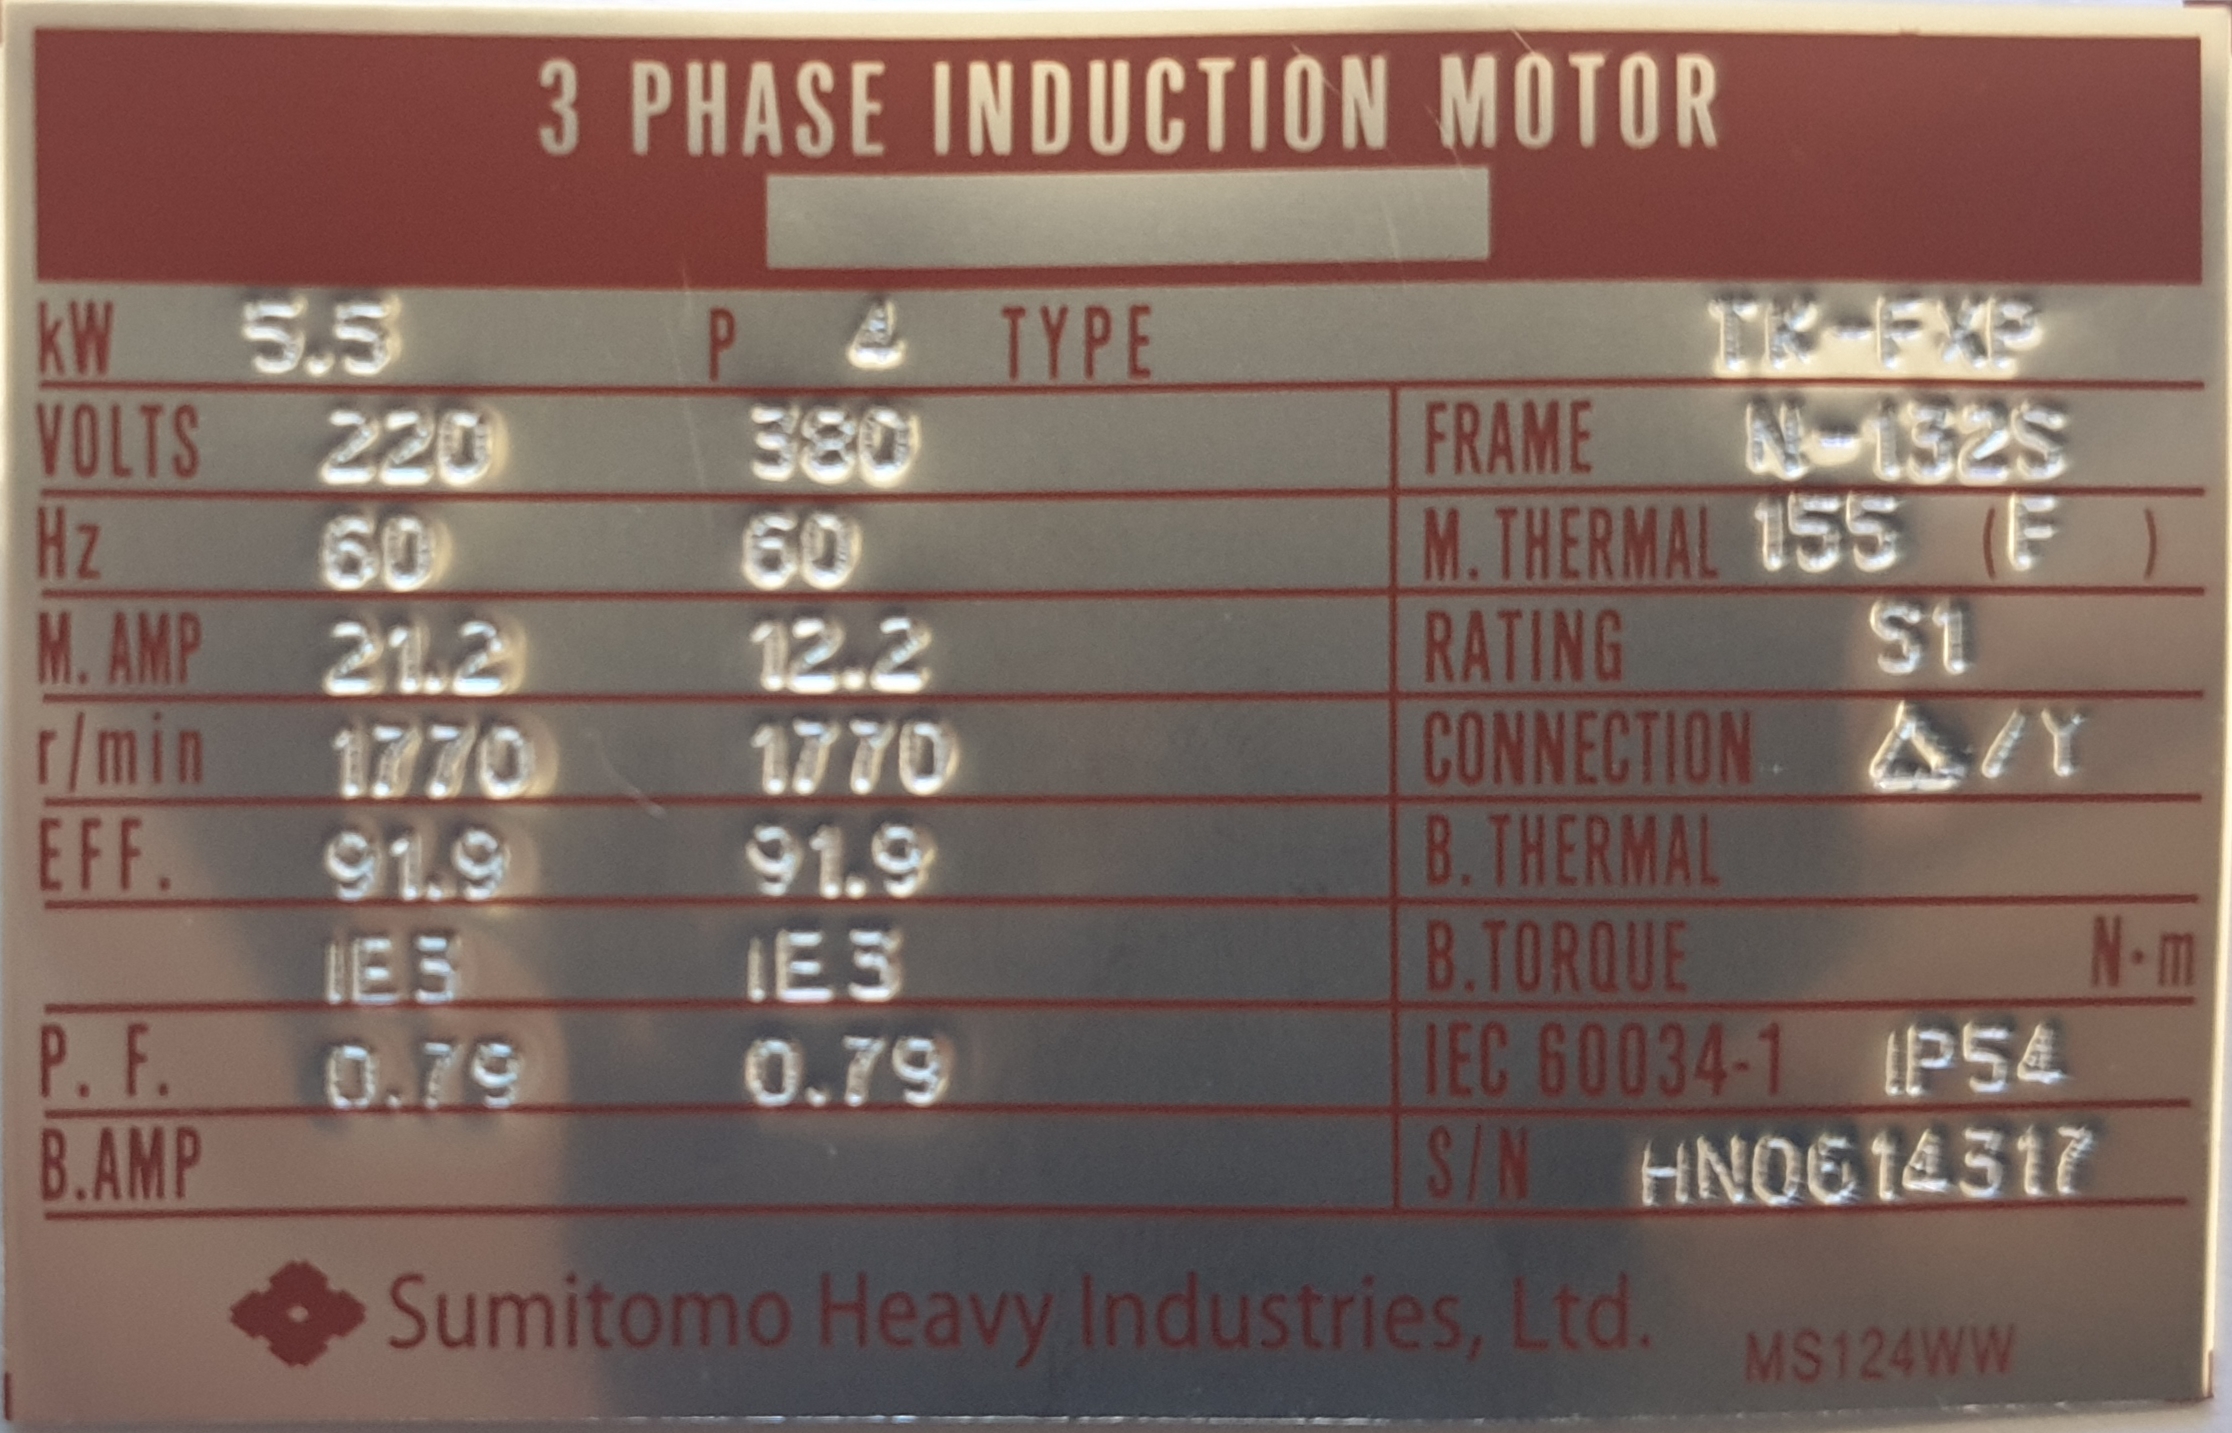 3 PHASE INDUCTION MOTOR
kW 5.5 P 4 TYPE TK-FXP
VOLTS 220 380 FRAME N-132S
Hz 60 60 M. THERMAL 155 (F )
M. AMP 21.2 12.2 RATING S1
r/min 1770 1770 CONNECTION △/Y
EFF. 91.9 91.9 B. THERMAL
IE3 IE3 B.TORQUE N·m
P. F. 0.79 0.79 IEC 60034-1 IP54
B.AMP S/N HN0614317
Sumitomo Heavy Industries, Ltd. MS124WW